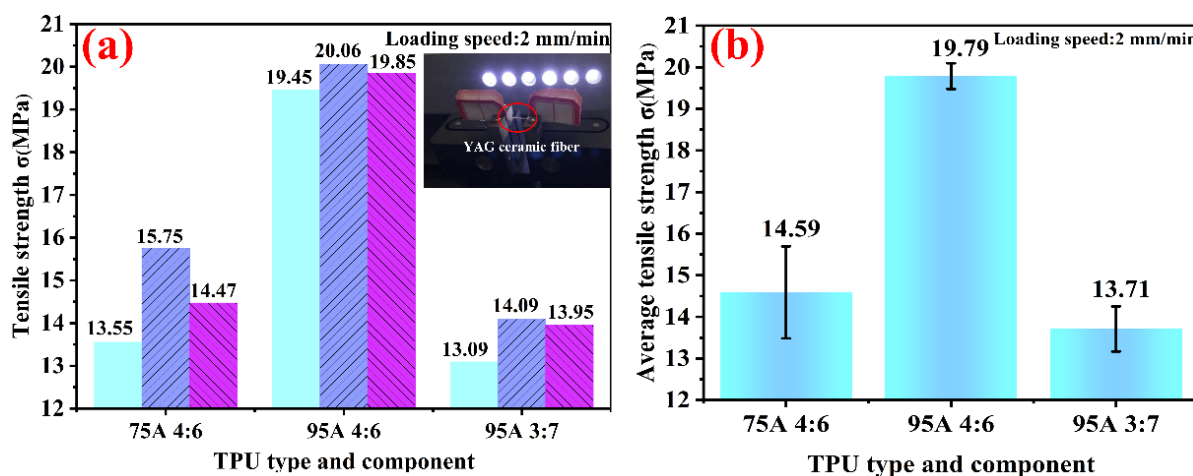 (a)
Loading speed:2 mm/min
Tensile strength σ(MPa)
21
20
19
18
17
16
15
14
13
12
13.55
15.75
14.47
19.45
20.06
19.85
13.09
14.09
13.95
YAG ceramic fiber
75A 4:6
95A 4:6
95A 3:7
TPU type and component
(b)
Loading speed:2 mm/min
Average tensile strength σ(MPa)
21
20
19
18
17
16
15
14
13
12
14.59
19.79
13.71
75A 4:6
95A 4:6
95A 3:7
TPU type and component